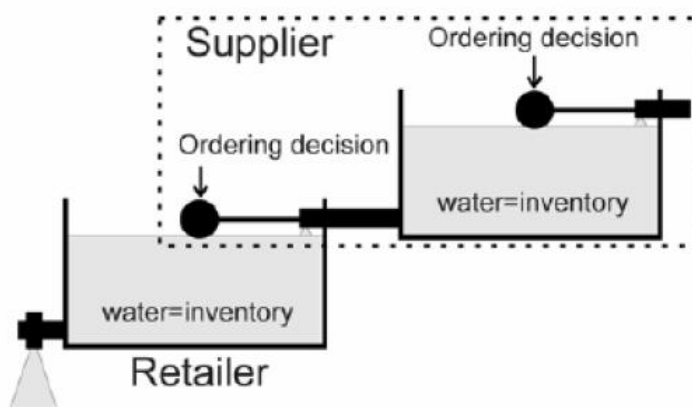 Supplier
Ordering decision
Ordering decision
water=inventory
water=inventory
Retailer